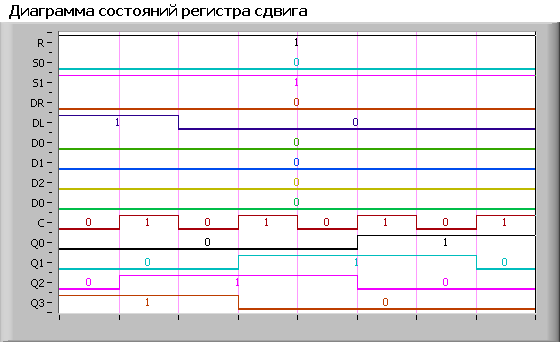 Диаграмма состояний регистра сдвига
R 1
S0 0
S1 1
DR 0
DL 1 0
D0 0
D1 0
D2 0
D0 0
C 0 1 0 1 0 1 0 1
Q0 0 1
Q1 0 1 0
Q2 0 1 0
Q3 1 0